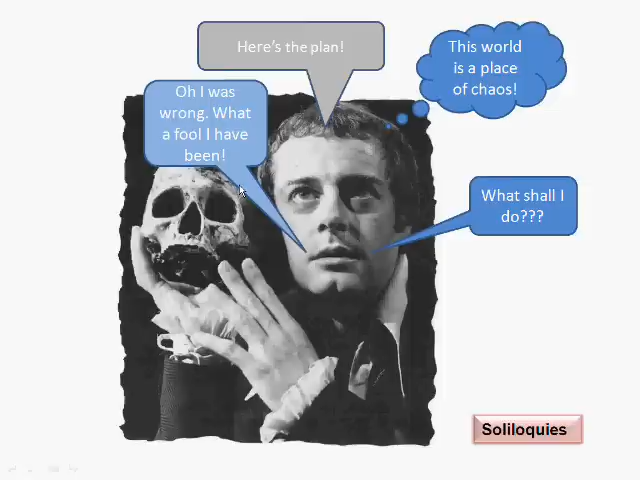 Here's the plan!
This world
is a place
of chaos!
Oh I was
wrong. What
a fool I have
been!
What shall I
do???
Soliloquies